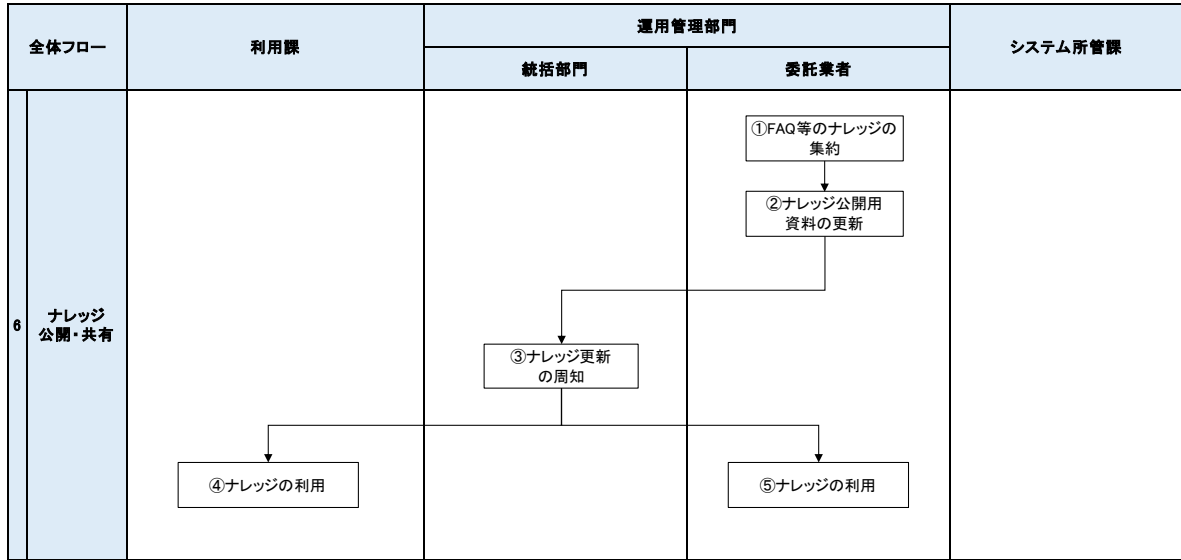 全体フロー
利用課
運用管理部門
システム所管課
統括部門
委託業者
6
ナレッジ
公開・共有
①FAQ等のナレッジの
集約
②ナレッジ公開用
資料の更新
③ナレッジ更新
の周知
④ナレッジの利用
⑤ナレッジの利用